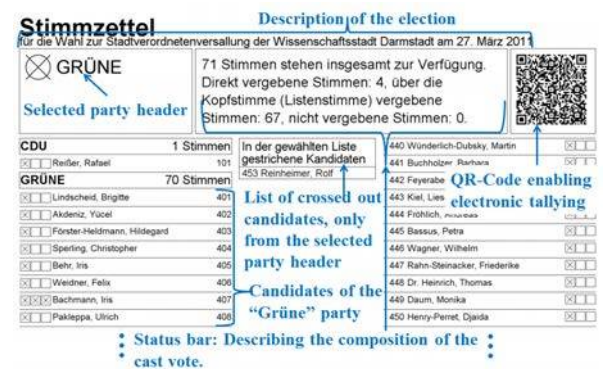 Stimmzettel
Description of the election
für die Wahl zur Stadtverordnetenversallung der Wissenschaftsstadt Darmstadt am 27. März 2011
GRÜNE
Selected party header
71 Stimmen stehen insgesamt zur Verfügung.
Direkt vergebene Stimmen: 4, über die
Kopfstimme (Listenstimme) vergebene
Stimmen: 67, nicht vergebene Stimmen: 0.
CDU 1 Stimmen
Reißer, Rafael 101
GRÜNE 70 Stimmen
Lindscheid, Brigitte 401
Akdeniz, Yücel 402
Förster-Heldmann, Hildegard 403
Sperling, Christopher 404
Behr, Iris 405
Weidner, Felix 406
Bachmann, Iris 407
Pakleppa, Ulrich 408
In der gewählten Liste
gestrichene Kandidaten
453 Reinheimer, Rolf
List of crossed out
candidates, only
from the selected
party header
Candidates of the
“Grüne” party
440 Wünderlich-Dubsky, Martin
441 Buchholzer, Barbara
442 Feyerabe
443 Kiel, Lies
444 Fröhlich, Andreas
445 Bassus, Petra
446 Wagner, Wilhelm
447 Rahn-Steinacker, Friederike
448 Dr. Heinrich, Thomas
449 Daum, Monika
450 Henry-Perret, Djaida
QR-Code enabling
electronic tallying
Status bar: Describing the composition of the
cast vote.